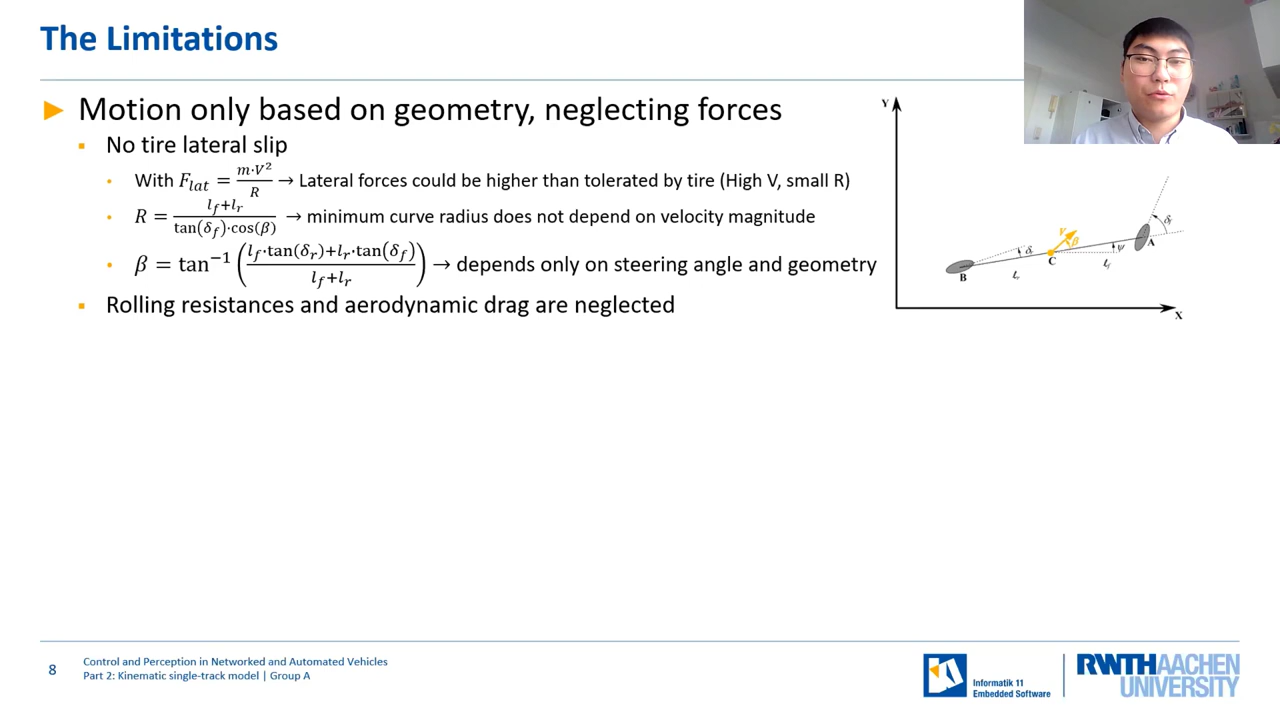 The Limitations
► Motion only based on geometry, neglecting forces
▪ No tire lateral slip
• With F_lat = m·V²/R → Lateral forces could be higher than tolerated by tire (High V, small R)
• R = (l_f+l_r)/(tan(δ_f)·cos(β)) → minimum curve radius does not depend on velocity magnitude
• β = tan⁻¹((l_f·tan(δ_r)+l_r·tan(δ_f))/(l_f+l_r)) → depends only on steering angle and geometry
▪ Rolling resistances and aerodynamic drag are neglected
Y
δ_f
V
β
A
ψ
δ
C
B
L
l_f
X
8
Control and Perception in Networked and Automated Vehicles
Part 2: Kinematic single-track model | Group A
Informatik 11
Embedded Software
RWTH AACHEN
UNIVERSITY